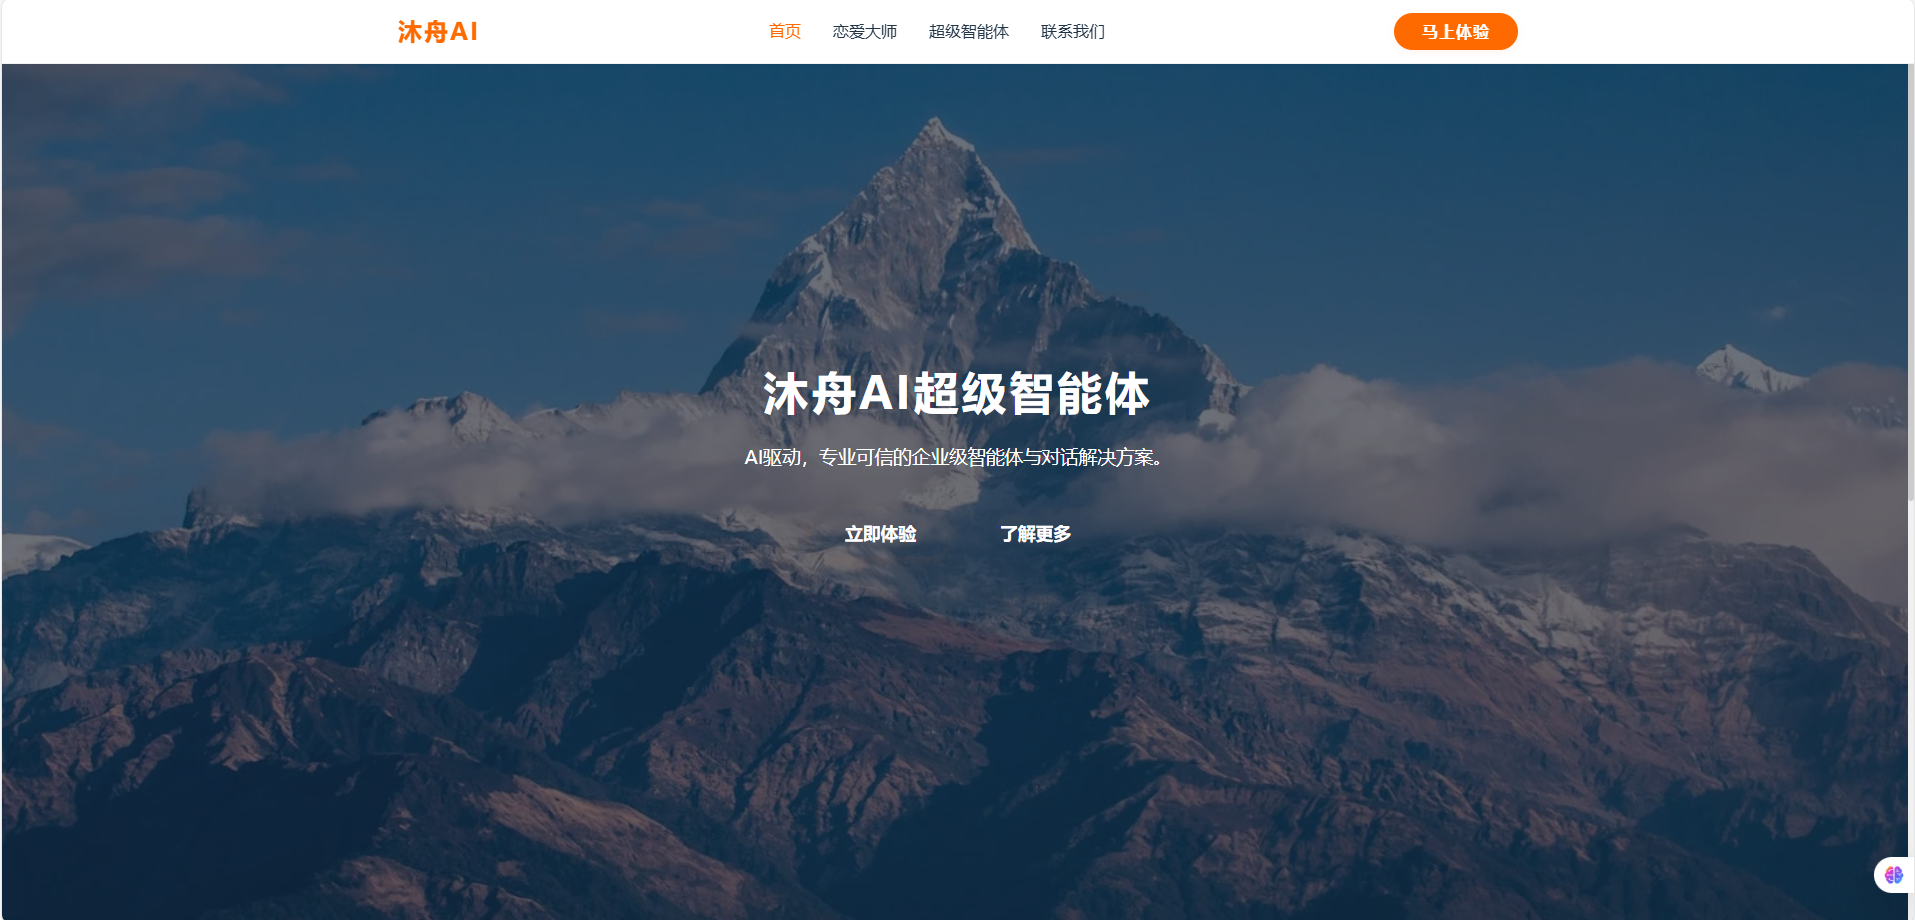 沐舟AI
首页 恋爱大师 超级智能体 联系我们
马上体验
沐舟AI超级智能体
AI驱动，专业可信的企业级智能体与对话解决方案。
立即体验 了解更多